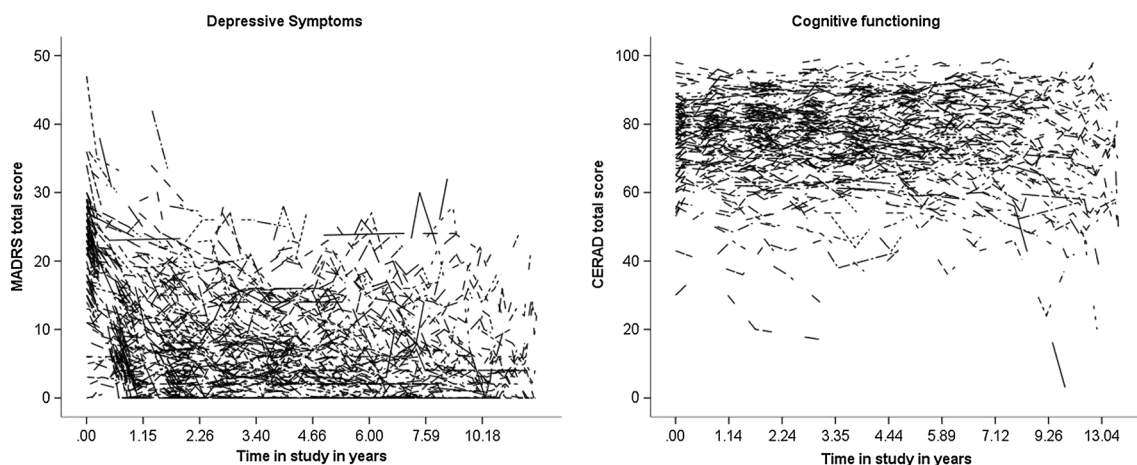 Depressive Symptoms
MADRS total score
50
40
30
20
10
0
.00 1.15 2.26 3.40 4.66 6.00 7.59 10.18
Time in study in years
Cognitive functioning
CERAD total score
100
80
60
40
20
0
.00 1.14 2.24 3.35 4.44 5.89 7.12 9.26 13.04
Time in study in years